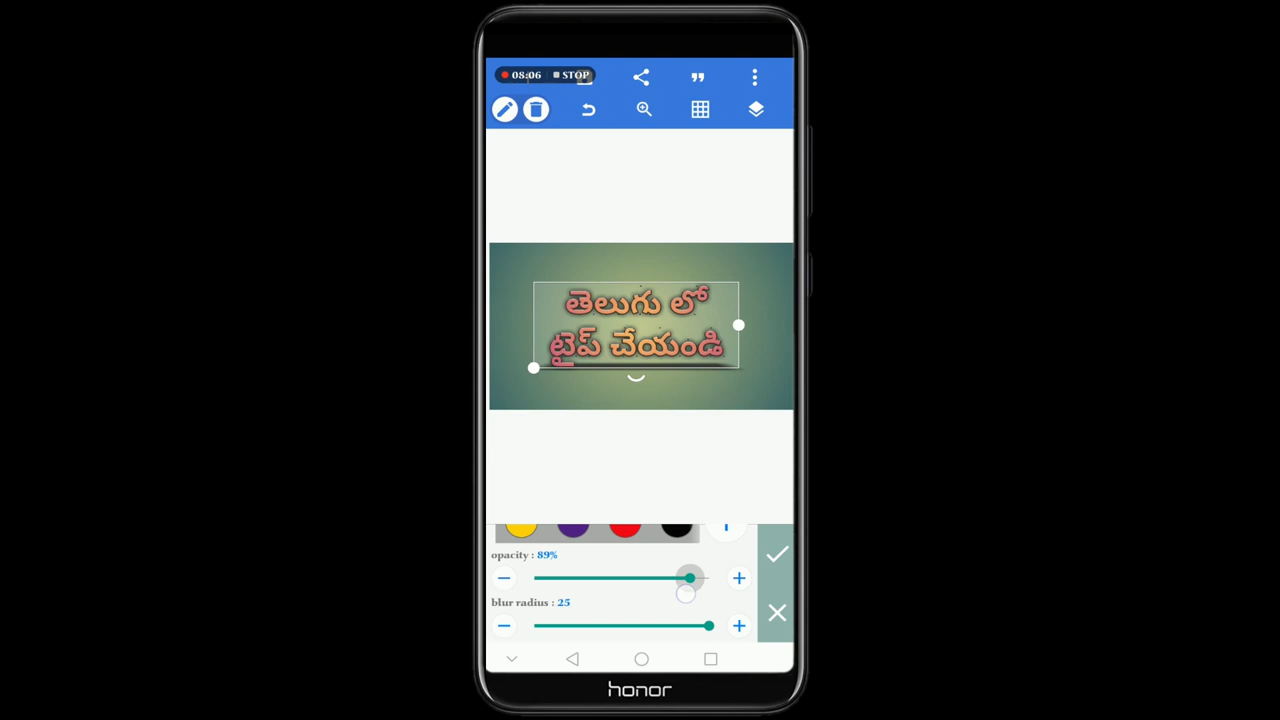 08:06 STOP
తెలుగు లో
టైప్ చేయండి
opacity : 89%
blur radius : 25
honor